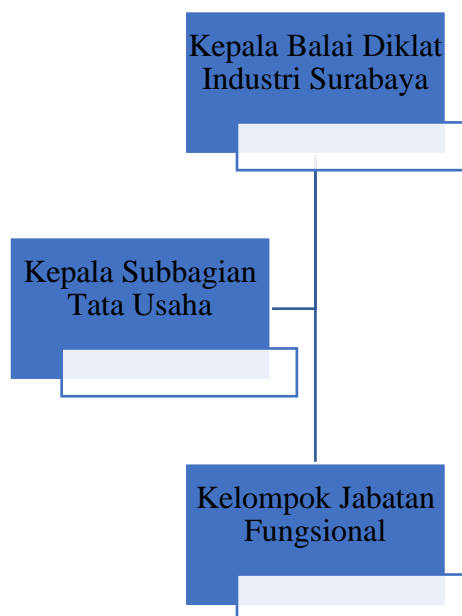 Kepala Balai Diklat
Industri Surabaya
Kepala Subbagian
Tata Usaha
Kelompok Jabatan
Fungsional